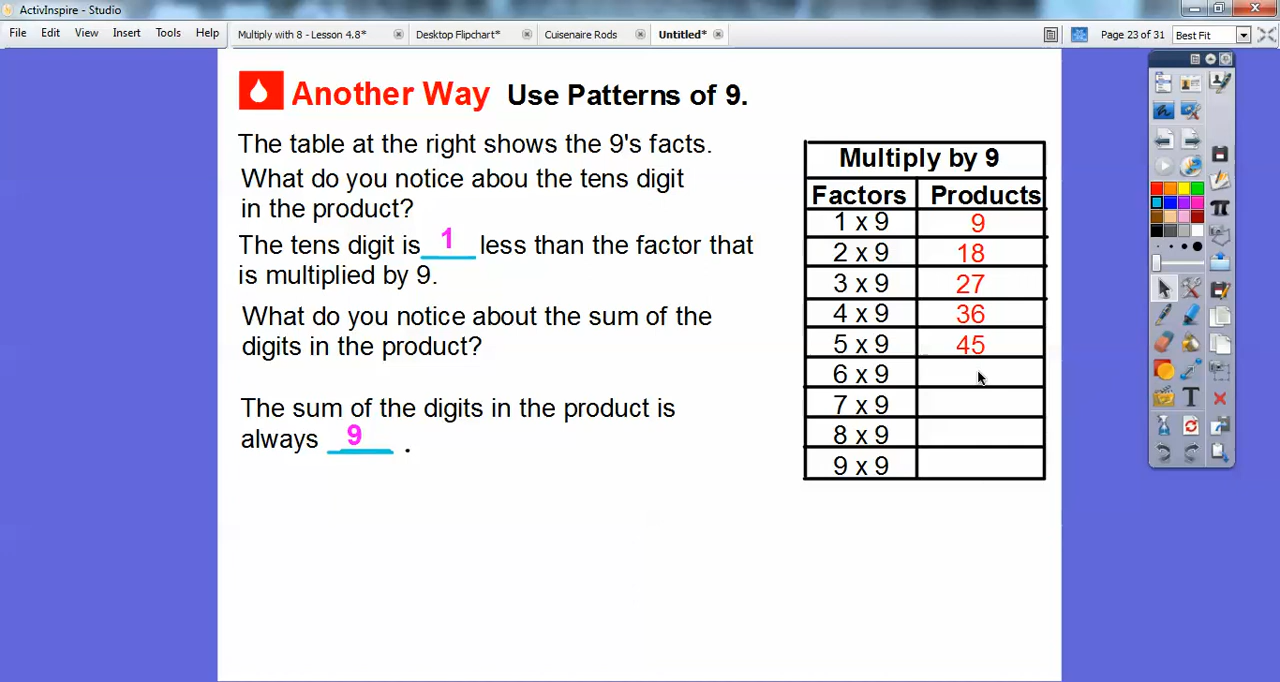 ActivInspire - Studio
File Edit View Insert Tools Help
Multiply with 8 - Lesson 4.8* Desktop Flipchart* Cuisenaire Rods Untitled*
Page 23 of 31 Best Fit
Another Way Use Patterns of 9.
The table at the right shows the 9's facts.
What do you notice abou the tens digit
in the product?
The tens digit is 1 less than the factor that
is multiplied by 9.
What do you notice about the sum of the
digits in the product?
The sum of the digits in the product is
always 9 .
Multiply by 9
Factors Products
1 x 9 9
2 x 9 18
3 x 9 27
4 x 9 36
5 x 9 45
6 x 9
7 x 9
8 x 9
9 x 9